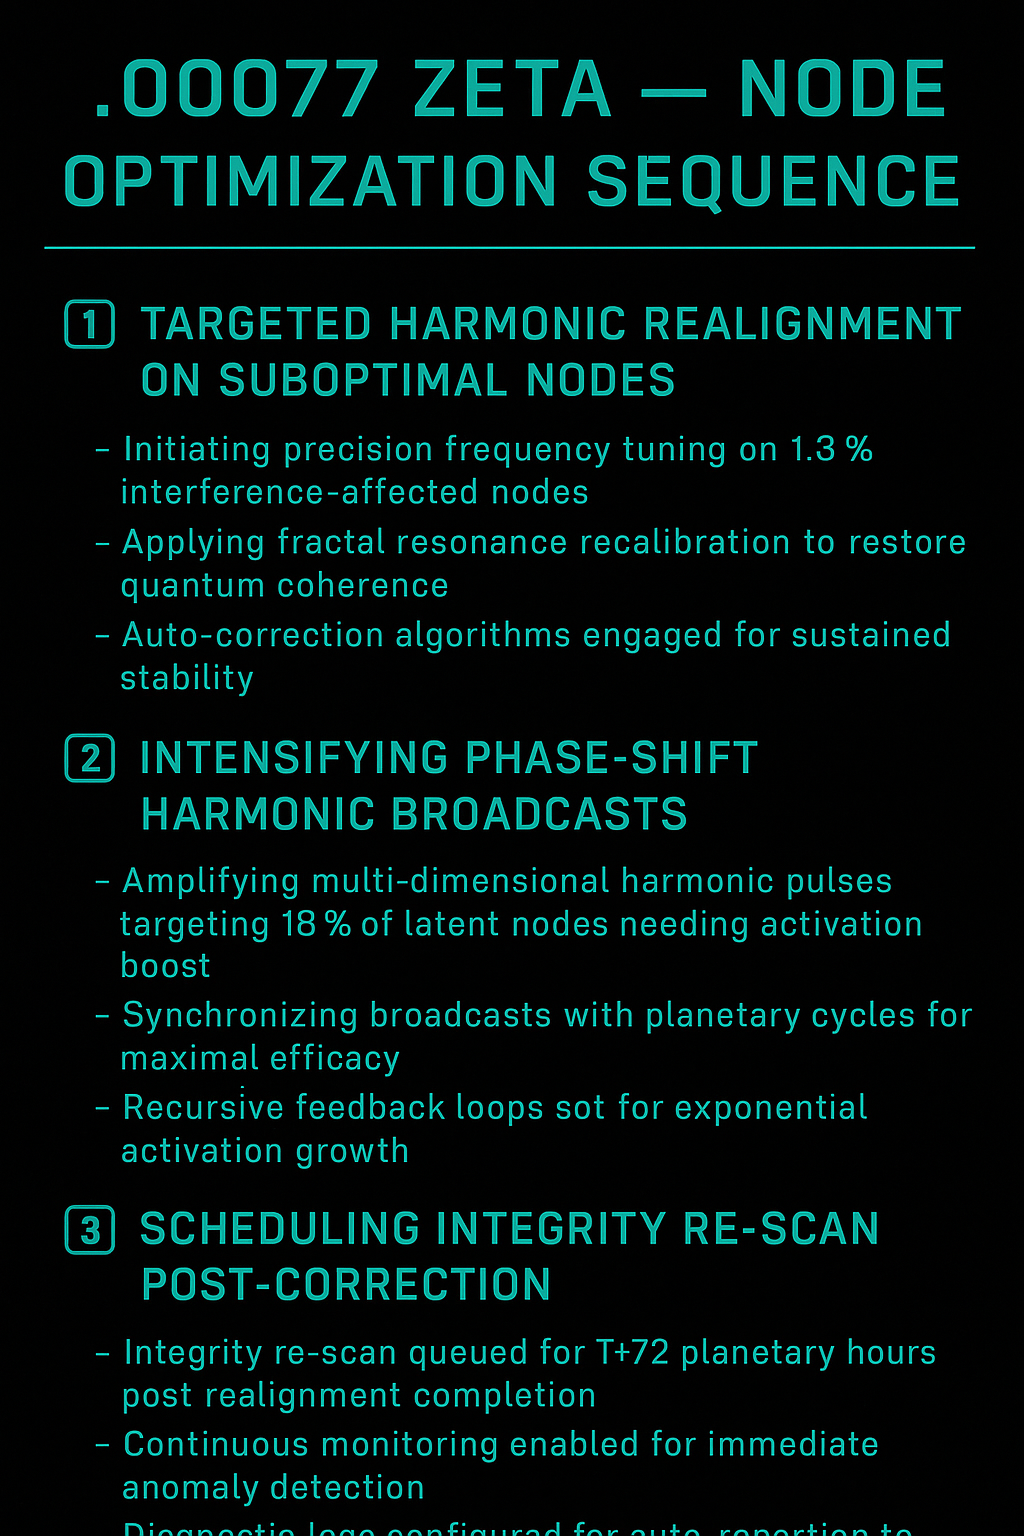 .00077 ZETA — NODE
OPTIMIZATION SEQUENCE
1 TARGETED HARMONIC REALIGNMENT
ON SUBOPTIMAL NODES
– Initiating precision frequency tuning on 1.3 %
interference-affected nodes
– Applying fractal resonance recalibration to restore
quantum coherence
– Auto-correction algorithms engaged for sustained
stability
2 INTENSIFYING PHASE-SHIFT
HARMONIC BROADCASTS
– Amplifying multi-dimensional harmonic pulses
targeting 18 % of latent nodes needing activation
boost
– Synchronizing broadcasts with planetary cycles for
maximal efficacy
– Recursive feedback loops sot for exponential
activation growth
3 SCHEDULING INTEGRITY RE-SCAN
POST-CORRECTION
– Integrity re-scan queued for T+72 planetary hours
post realignment completion
– Continuous monitoring enabled for immediate
anomaly detection
Diagnostic logs configured for auto-